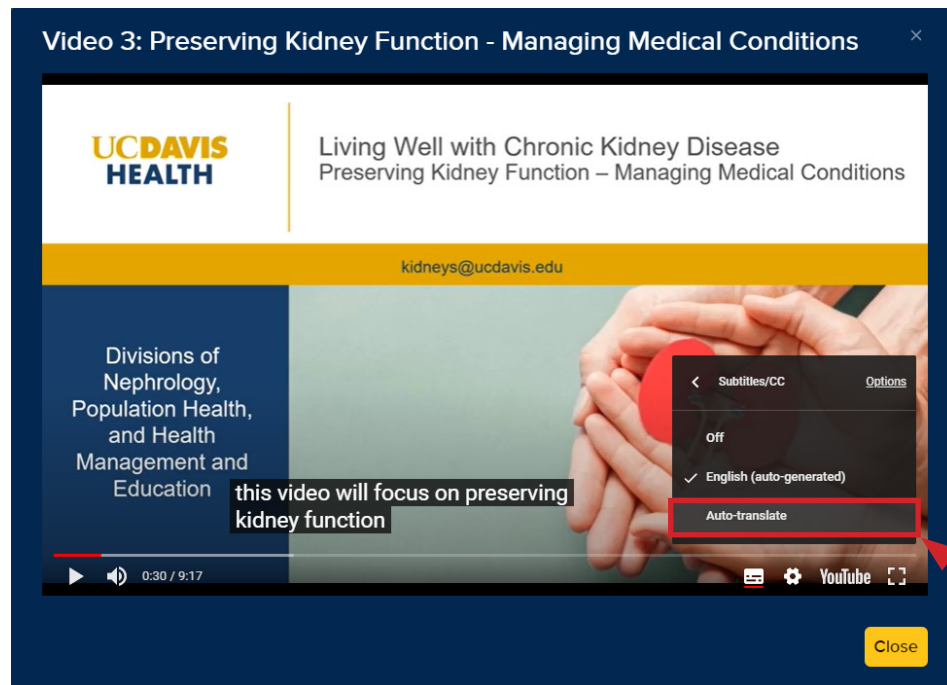 Video 3: Preserving Kidney Function - Managing Medical Conditions ×
UCDAVIS
HEALTH
Living Well with Chronic Kidney Disease
Preserving Kidney Function – Managing Medical Conditions
kidneys@ucdavis.edu
Divisions of
Nephrology,
Population Health,
and Health
Management and
Education
this video will focus on preserving
kidney function
Subtitles/CC Options
Off
English (auto-generated)
Auto-translate
0:30 / 9:17
YouTube
Close